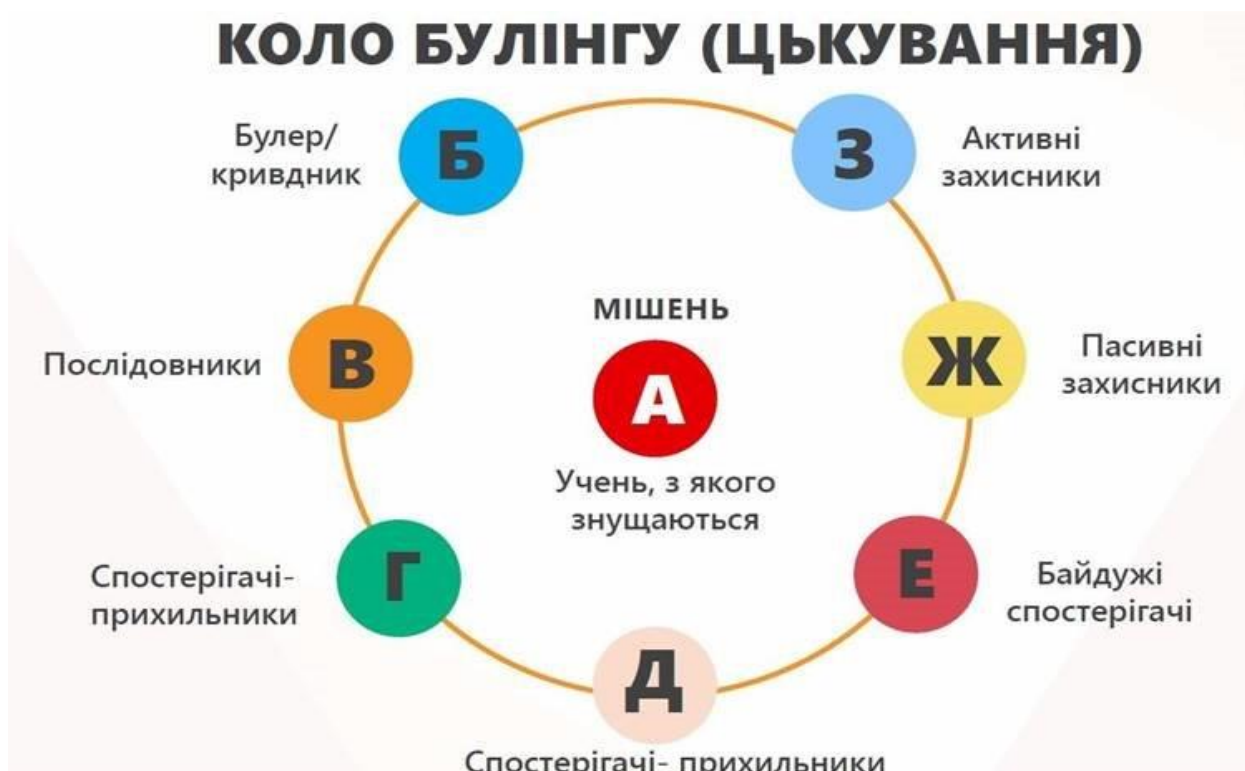 КОЛО БУЛІНГУ (ЦЬКУВАННЯ)
Булер/
кривдник
Б
З
Активні
захисники
Послідовники
В
МІШЕНЬ
А
Учень, з якого
знущаються
Ж
Пасивні
захисники
Спостерігачі-
прихильники
Г
Е
Байдужі
спостерігачі
Д
Спостерігачі- прихильники